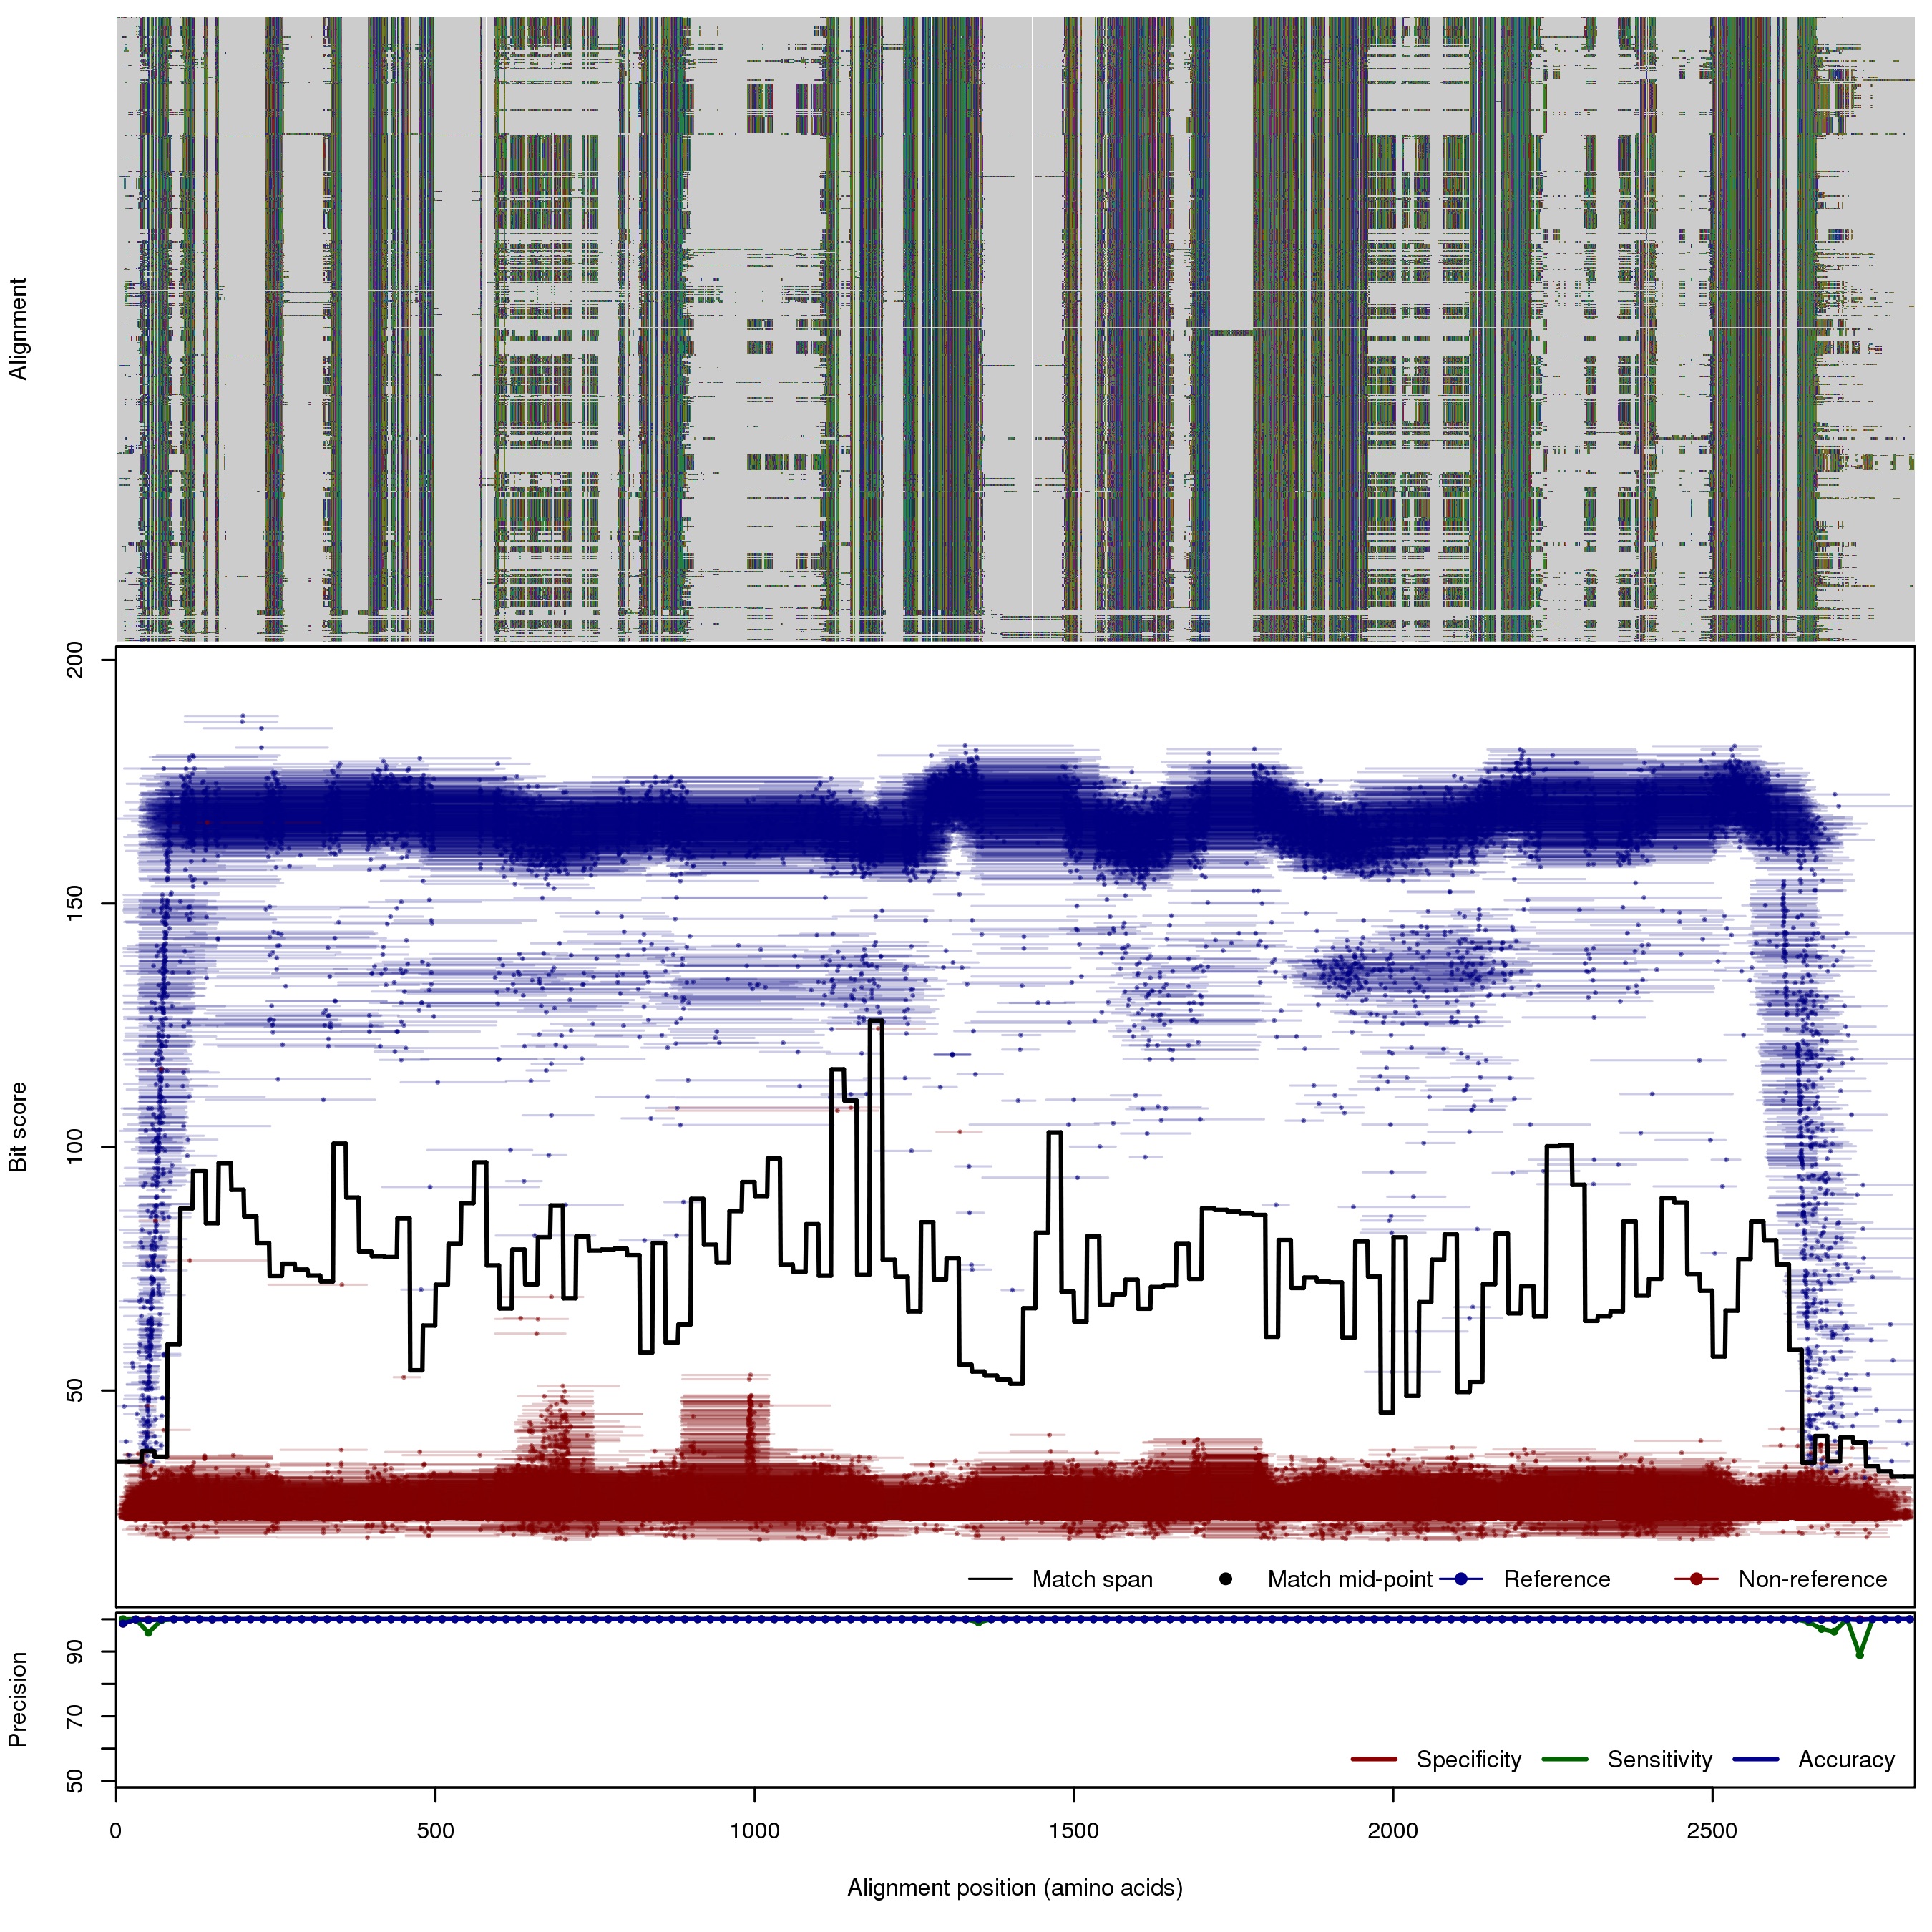 Alignment
200
150
100
50
Bit score
Match span Match mid-point Reference Non-reference
90
70
50
Precision
Specificity Sensitivity Accuracy
0 500 1000 1500 2000 2500
Alignment position (amino acids)